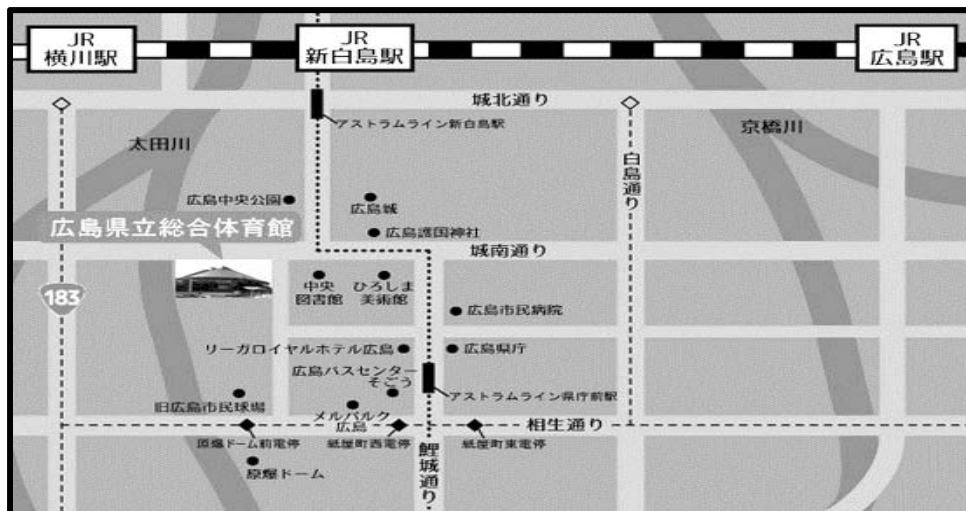 JR
横川駅
JR
新白島駅
JR
広島駅
城北通り
アストラムライン新白島駅
太田川
京橋川
白島通り
広島中央公園
広島城
広島護国神社
広島県立総合体育館
城南通り
183
中央
図書館
ひろしま
美術館
広島市民病院
リーガロイヤルホテル広島
広島県庁
広島バスセンター
そごう
アストラムライン県庁前駅
旧広島市民球場
メルパルク
広島
相生通り
原爆ドーム前電停
紙屋町西電停
紙屋町東電停
鯉城通り
原爆ドーム